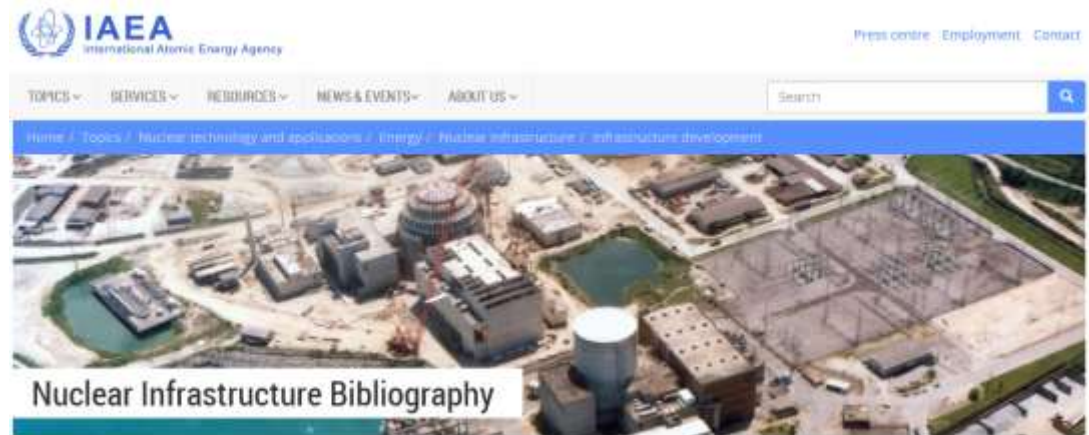 IAEA
International Atomic Energy Agency
Press centre Employment Contact
TOPICS SERVICES RESOURCES NEWS & EVENTS ABOUT US
Search
Home / Topics / Nuclear technology and applications / Energy / Nuclear infrastructure / Infrastructure development
Nuclear Infrastructure Bibliography